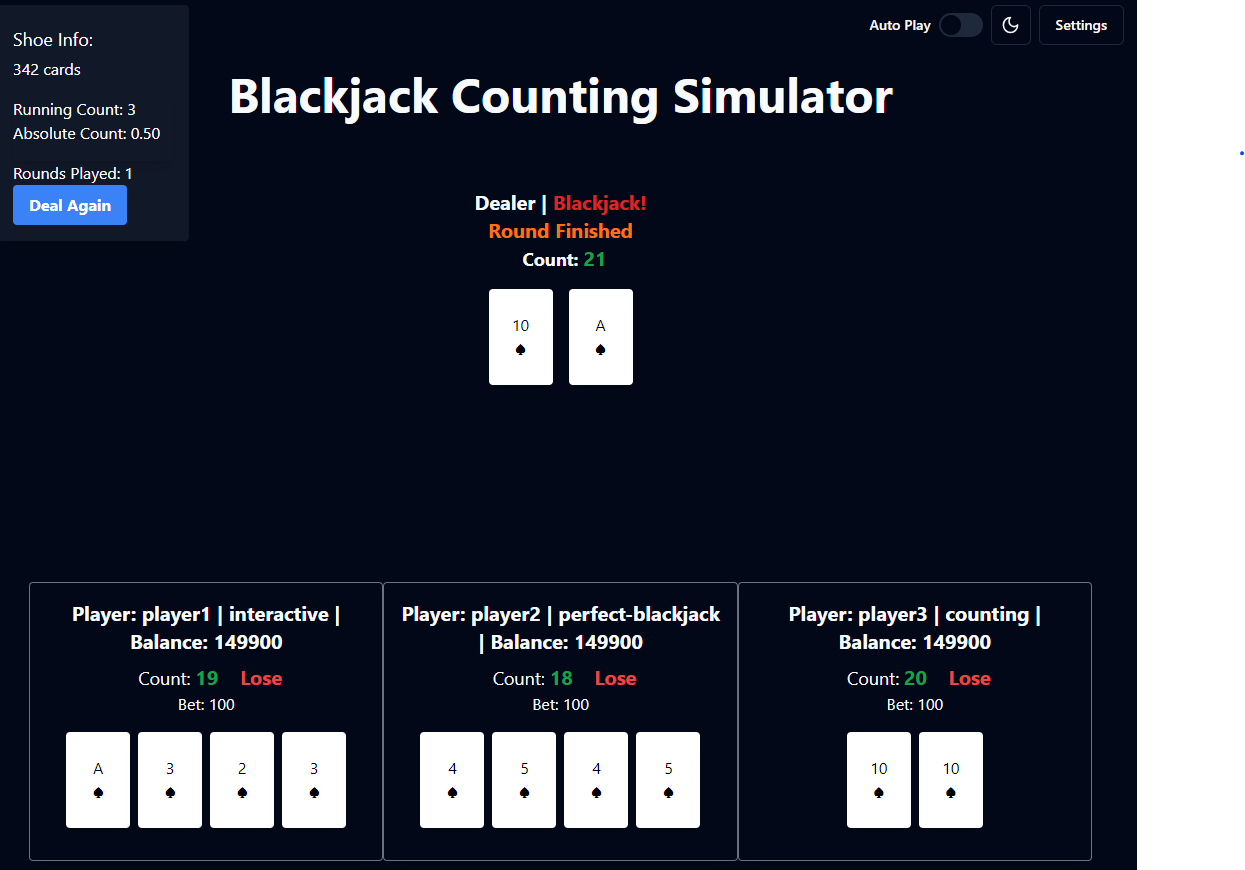 Shoe Info:
342 cards
Running Count: 3
Absolute Count: 0.50
Rounds Played: 1
Deal Again
Auto Play
Settings
Blackjack Counting Simulator
Dealer | Blackjack!
Round Finished
Count: 21
10
♠
A
♠
Player: player1 | interactive |
Balance: 149900
Count: 19 Lose
Bet: 100
A 3 2 3
♠ ♠ ♠ ♠
Player: player2 | perfect-blackjack
| Balance: 149900
Count: 18 Lose
Bet: 100
4 5 4 5
♠ ♠ ♠ ♠
Player: player3 | counting |
Balance: 149900
Count: 20 Lose
Bet: 100
10 10
♠ ♠